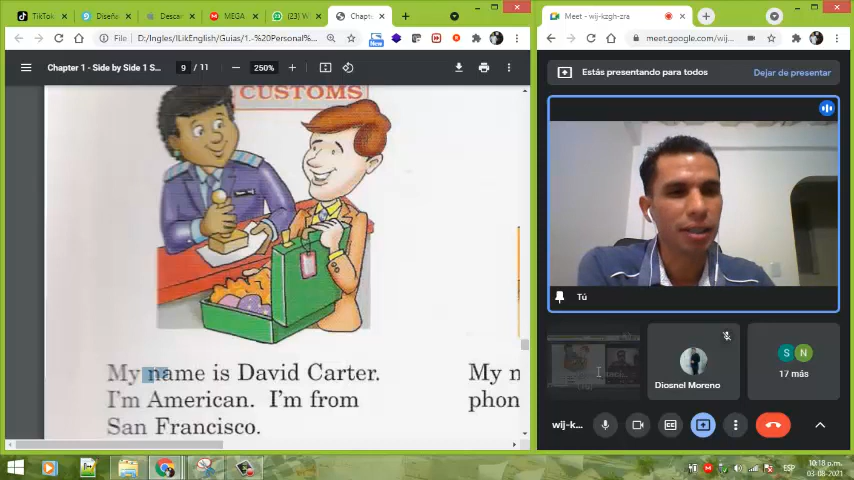 TikTok
Diseña
Descar
MEGA
(23) W
Chapt
Meet - wij-kzgh-zra
D:/Ingles/ILikEnglish/Guias/1.-%20Personal...
New
meet.google.com/wij...
Chapter 1 - Side by Side 1 S...
9 / 11
250%
Estás presentando para todos
Dejar de presentar
CUSTOMS
My name is David Carter.
I'm American. I'm from
San Francisco.
My n
phon
Tú
Diosnel Moreno
S
N
17 más
wij-k...
ESP
10:18 p.m.
03-08-2021